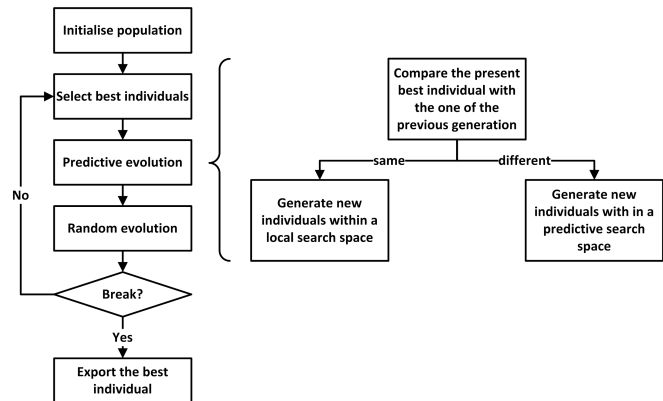 Initialise population
Select best individuals
Predictive evolution
Random evolution
Break?
No
Yes
Export the best
individual
Compare the present
best individual with
the one of the
previous generation
same
different
Generate new
individuals within a
local search space
Generate new
individuals with in a
predictive search
space